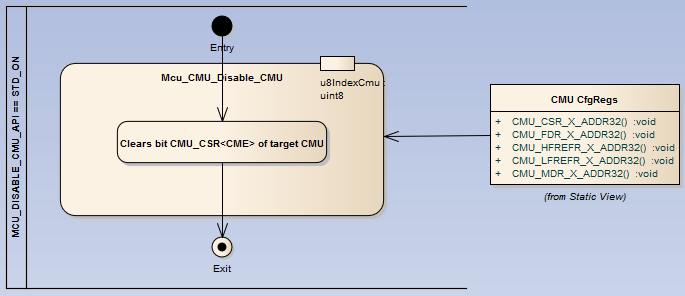 MCU_DISABLE_CMU_API == STD_ON
Entry
Mcu_CMU_Disable_CMU
u8IndexCmu :
uint8
Clears bit CMU_CSR<CME> of target CMU
Exit
CMU CfgRegs
+ CMU_CSR_X_ADDR32() :void
+ CMU_FDR_X_ADDR32() :void
+ CMU_HFREFR_X_ADDR32() :void
+ CMU_LFREFR_X_ADDR32() :void
+ CMU_MDR_X_ADDR32() :void
(from Static View)